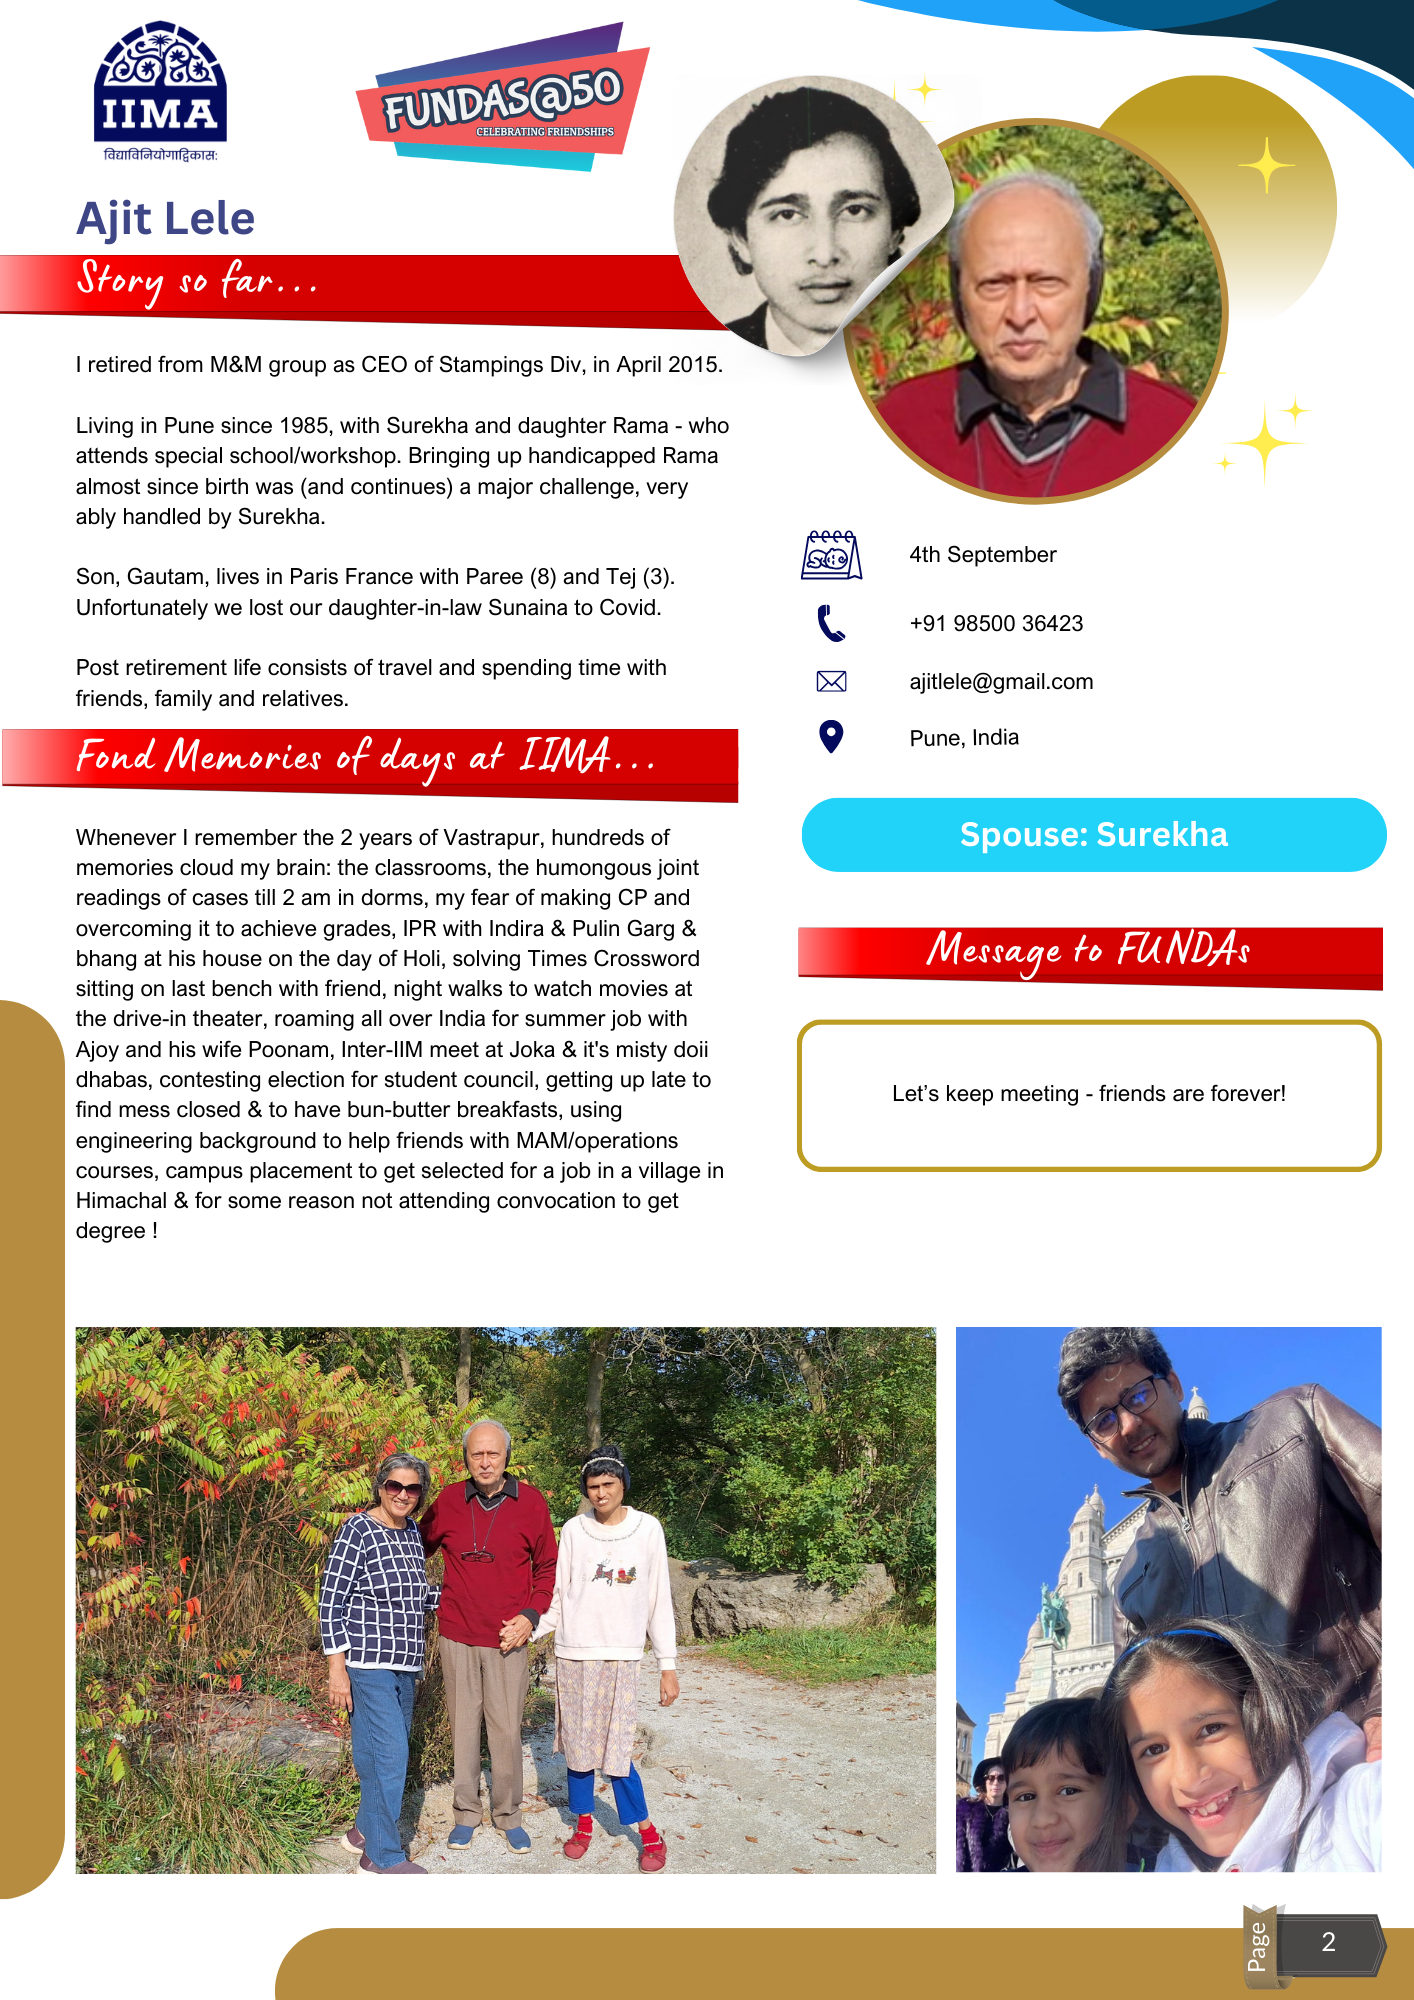 IIMA
विद्याविनियोगाद्विकास:
FUNDAS@50
CELEBRATING FRIENDSHIPS
Ajit Lele
Story so far...
I retired from M&M group as CEO of Stampings Div, in April 2015.
Living in Pune since 1985, with Surekha and daughter Rama - who
attends special school/workshop. Bringing up handicapped Rama
almost since birth was (and continues) a major challenge, very
ably handled by Surekha.
Son, Gautam, lives in Paris France with Paree (8) and Tej (3).
Unfortunately we lost our daughter-in-law Sunaina to Covid.
Post retirement life consists of travel and spending time with
friends, family and relatives.
Fond Memories of days at IIMA...
Whenever I remember the 2 years of Vastrapur, hundreds of
memories cloud my brain: the classrooms, the humongous joint
readings of cases till 2 am in dorms, my fear of making CP and
overcoming it to achieve grades, IPR with Indira & Pulin Garg &
bhang at his house on the day of Holi, solving Times Crossword
sitting on last bench with friend, night walks to watch movies at
the drive-in theater, roaming all over India for summer job with
Ajoy and his wife Poonam, Inter-IIM meet at Joka & it's misty doii
dhabas, contesting election for student council, getting up late to
find mess closed & to have bun-butter breakfasts, using
engineering background to help friends with MAM/operations
courses, campus placement to get selected for a job in a village in
Himachal & for some reason not attending convocation to get
degree !
4th September
+91 98500 36423
ajitlele@gmail.com
Pune, India
Spouse: Surekha
Message to FUNDAs
Let's keep meeting - friends are forever!
Page
2